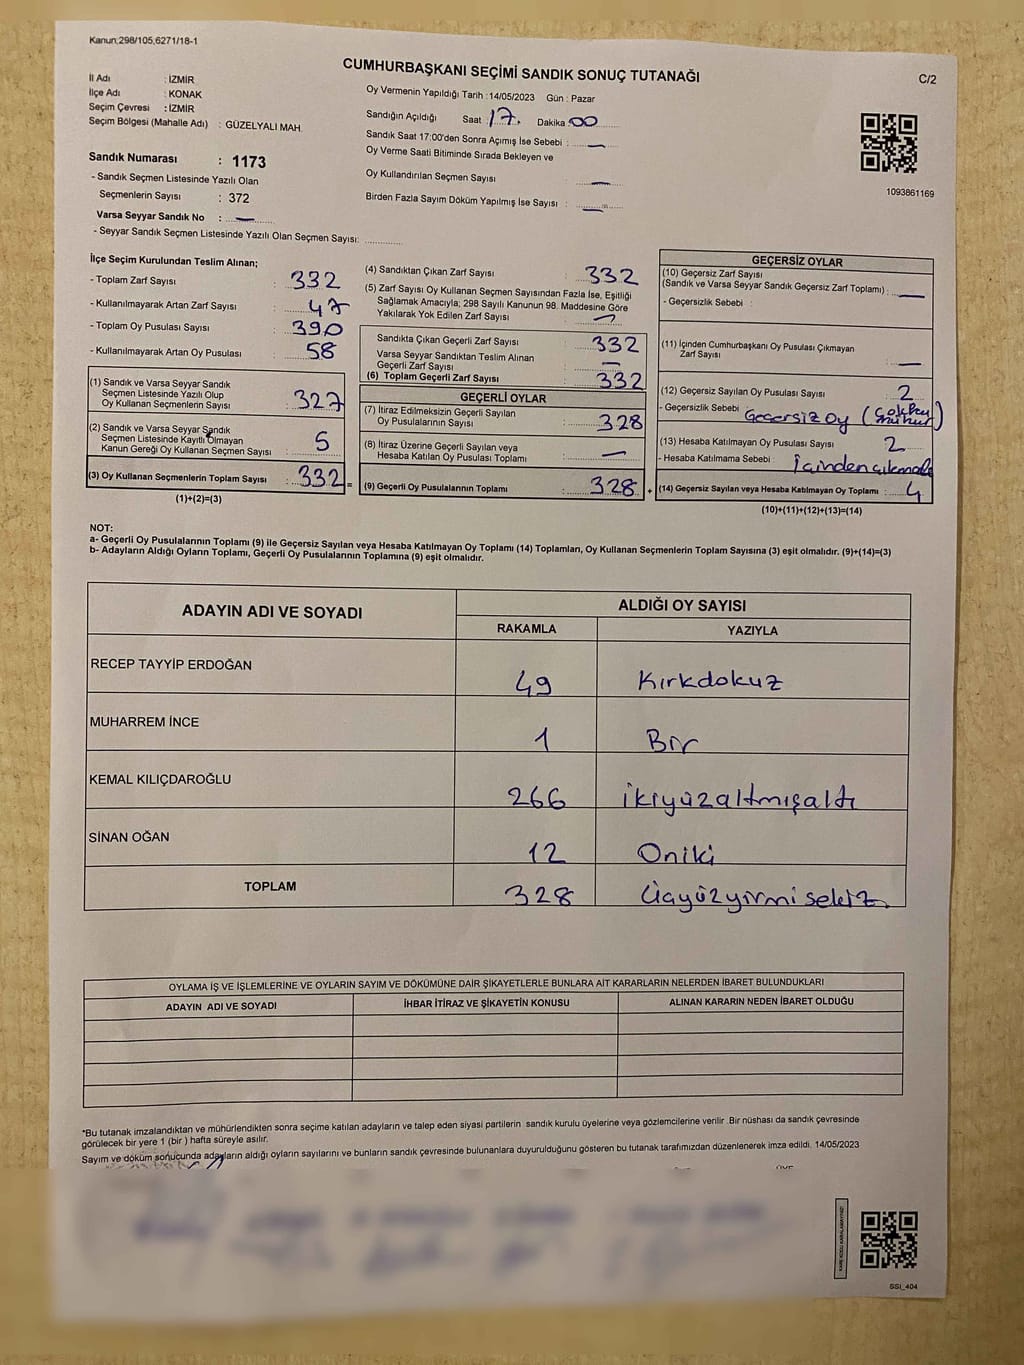 Kanun;298/105,6271/18-1
CUMHURBAŞKANI SEÇİMİ SANDIK SONUÇ TUTANAĞI
C/2
İl Adı : İZMİR
İlçe Adı : KONAK
Seçim Çevresi : İZMİR
Seçim Bölgesi (Mahalle Adı) : GÜZELYALI MAH.
Sandık Numarası : 1173
- Sandık Seçmen Listesinde Yazılı Olan
Seçmenlerin Sayısı : 372
Varsa Seyyar Sandık No : —
- Seyyar Sandık Seçmen Listesinde Yazılı Olan Seçmen Sayısı: ..............
Oy Vermenin Yapıldığı Tarih : 14/05/2023 Gün : Pazar
Sandığın Açıldığı Saat : 17. Dakika 00
Sandık Saat 17:00'den Sonra Açımış İse Sebebi : —
Oy Verme Saati Bitiminde Sırada Bekleyen ve
Oy Kullandırılan Seçmen Sayısı —
Birden Fazla Sayım Döküm Yapılmış İse Sayısı : —
1093861169
İlçe Seçim Kurulundan Teslim Alınan;
- Toplam Zarf Sayısı : 332
- Kullanılmayarak Artan Zarf Sayısı : 47
- Toplam Oy Pusulası Sayısı : 390
- Kullanılmayarak Artan Oy Pusulası : 58
(1) Sandık ve Varsa Seyyar Sandık
Seçmen Listesinde Yazılı Olup
Oy Kullanan Seçmenlerin Sayısı : 327
(2) Sandık ve Varsa Seyyar Sandık
Seçmen Listesinde Kayıtlı Olmayan
Kanun Gereği Oy Kullanan Seçmen Sayısı : 5
(3) Oy Kullanan Seçmenlerin Toplam Sayısı : 332 =
(1)+(2)=(3)
(4) Sandıktan Çıkan Zarf Sayısı : 332
(5) Zarf Sayısı Oy Kullanan Seçmen Sayısından Fazla İse, Eşitliği
Sağlamak Amacıyla; 298 Sayılı Kanunun 98. Maddesine Göre
Yakılarak Yok Edilen Zarf Sayısı : —
Sandıkta Çıkan Geçerli Zarf Sayısı : 332
Varsa Seyyar Sandıktan Teslim Alınan
Geçerli Zarf Sayısı : —
(6) Toplam Geçerli Zarf Sayısı : 332
GEÇERLİ OYLAR
(7) İtiraz Edilmeksizin Geçerli Sayılan
Oy Pusulalarının Sayısı : 328
(8) İtiraz Üzerine Geçerli Sayılan veya
Hesaba Katılan Oy Pusulası Toplamı : —
(9) Geçerli Oy Pusulalarının Toplamı : 328 +
GEÇERSİZ OYLAR
(10) Geçersiz Zarf Sayısı
(Sandık ve Varsa Seyyar Sandık Geçersiz Zarf Toplamı) : —
- Geçersizlik Sebebi :
(11) İçinden Cumhurbaşkanı Oy Pusulası Çıkmayan
Zarf Sayısı : —
(12) Geçersiz Sayılan Oy Pusulası Sayısı : 2
- Geçersizlik Sebebi : Geçersiz oy
(13) Hesaba Katılmayan Oy Pusulası Sayısı : 2
- Hesaba Katılmama Sebebi : İçinden
(14) Geçersiz Sayılan veya Hesaba Katılmayan Oy Toplamı : 4
(10)+(11)+(12)+(13)=(14)
NOT:
a- Geçerli Oy Pusulalarının Toplamı (9) ile Geçersiz Sayılan veya Hesaba Katılmayan Oy Toplamı (14) Toplamları, Oy Kullanan Seçmenlerin Toplam Sayısına (3) eşit olmalıdır. (9)+(14)=(3)
b- Adayların Aldığı Oyların Toplamı, Geçerli Oy Pusulalarının Toplamına (9) eşit olmalıdır.
ADAYIN ADI VE SOYADI ALDIĞI OY SAYISI
RAKAMLA YAZIYLA
RECEP TAYYİP ERDOĞAN 49 Kırkdokuz
MUHARREM İNCE 1 Bir
KEMAL KILIÇDAROĞLU 266 ikiyüzaltmışaltı
SİNAN OĞAN 12 Oniki
TOPLAM 328 Üçyüzyirmisekiz
OYLAMA İŞ VE İŞLEMLERİNE VE OYLARIN SAYIM VE DÖKÜMÜNE DAİR ŞİKAYETLERLE BUNLARA AİT KARARLARIN NELERDEN İBARET BULUNDUKLARI
ADAYIN ADI VE SOYADI İHBAR İTİRAZ VE ŞİKAYETİN KONUSU ALINAN KARARIN NEDEN İBARET OLDUĞU
*Bu tutanak imzalandıktan ve mühürlendikten sonra seçime katılan adayların ve talep eden siyasi partilerin sandık kurulu üyelerine veya gözlemcilerine verilir .Bir nüshası da sandık çevresinde
görülecek bir yere 1 (bir ) hafta süreyle asılır.
Sayım ve döküm sonucunda adayların aldığı oyların sayılarını ve bunların sandık çevresinde bulunanlara duyurulduğunu gösteren bu tutanak tarafımızdan düzenlenerek imza edildi. 14/05/2023
KARE KODU KARALAMAYINIZ!
SSI_404